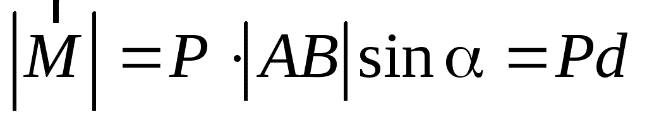 |M| = P · |AB| sin α = Pd